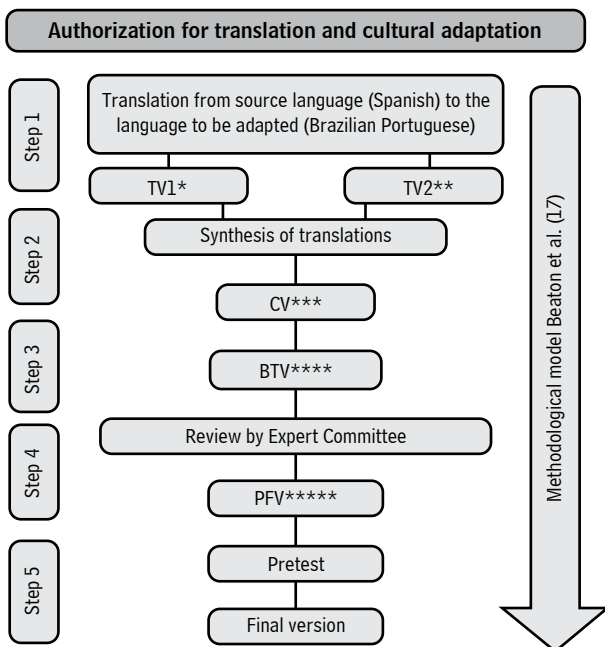 Authorization for translation and cultural adaptation
Step 1
Translation from source language (Spanish) to the
language to be adapted (Brazilian Portuguese)
TV1*
TV2**
Step 2
Synthesis of translations
CV***
Step 3
BTV****
Step 4
Review by Expert Committee
PFV*****
Step 5
Pretest
Final version
Methodological model Beaton et al. (17)